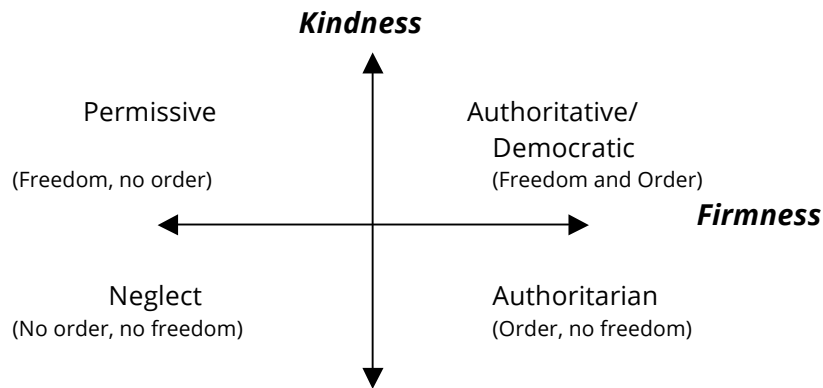 Kindness
Permissive
(Freedom, no order)
Authoritative/
Democratic
(Freedom and Order)
Firmness
Neglect
(No order, no freedom)
Authoritarian
(Order, no freedom)